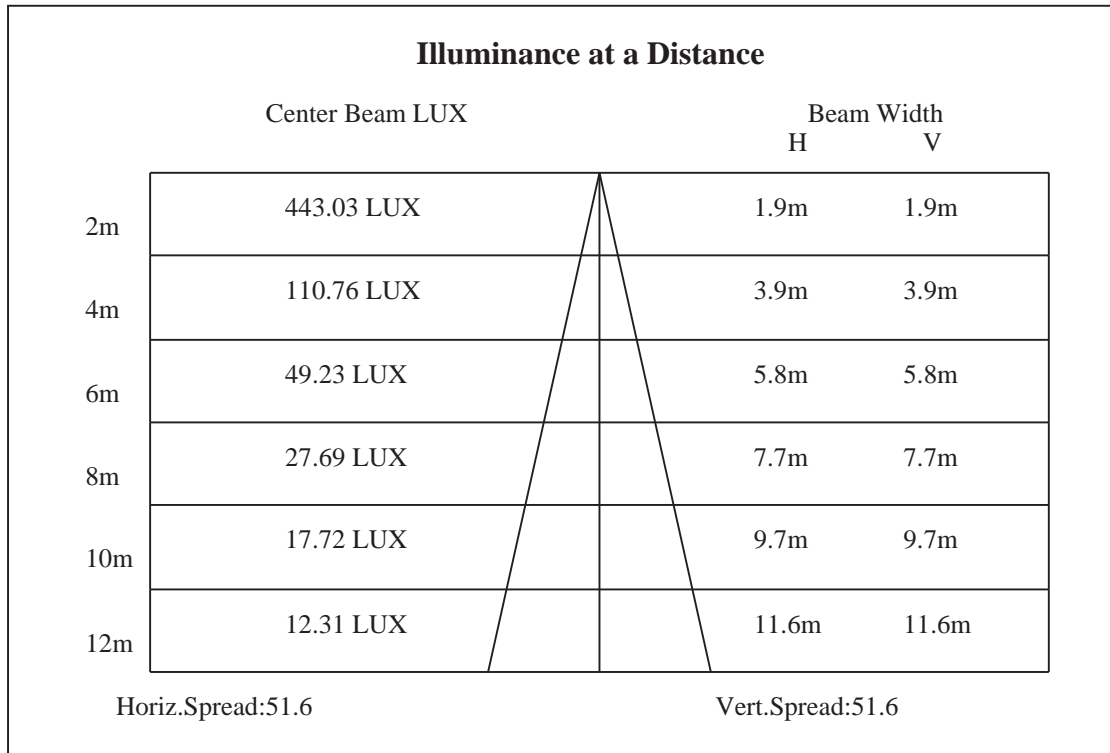 Illuminance at a Distance
Center Beam LUX Beam Width
H V
2m 443.03 LUX 1.9m 1.9m
4m 110.76 LUX 3.9m 3.9m
6m 49.23 LUX 5.8m 5.8m
8m 27.69 LUX 7.7m 7.7m
10m 17.72 LUX 9.7m 9.7m
12m 12.31 LUX 11.6m 11.6m
Horiz.Spread:51.6 Vert.Spread:51.6